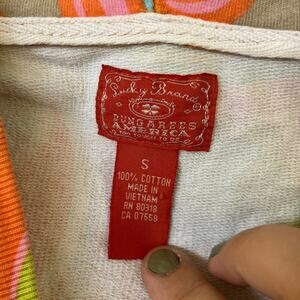 Lucky Brand
DUNGAREES
AMERICA
S
100% COTTON
MADE IN
VIETNAM
RN 80318
CA 07558